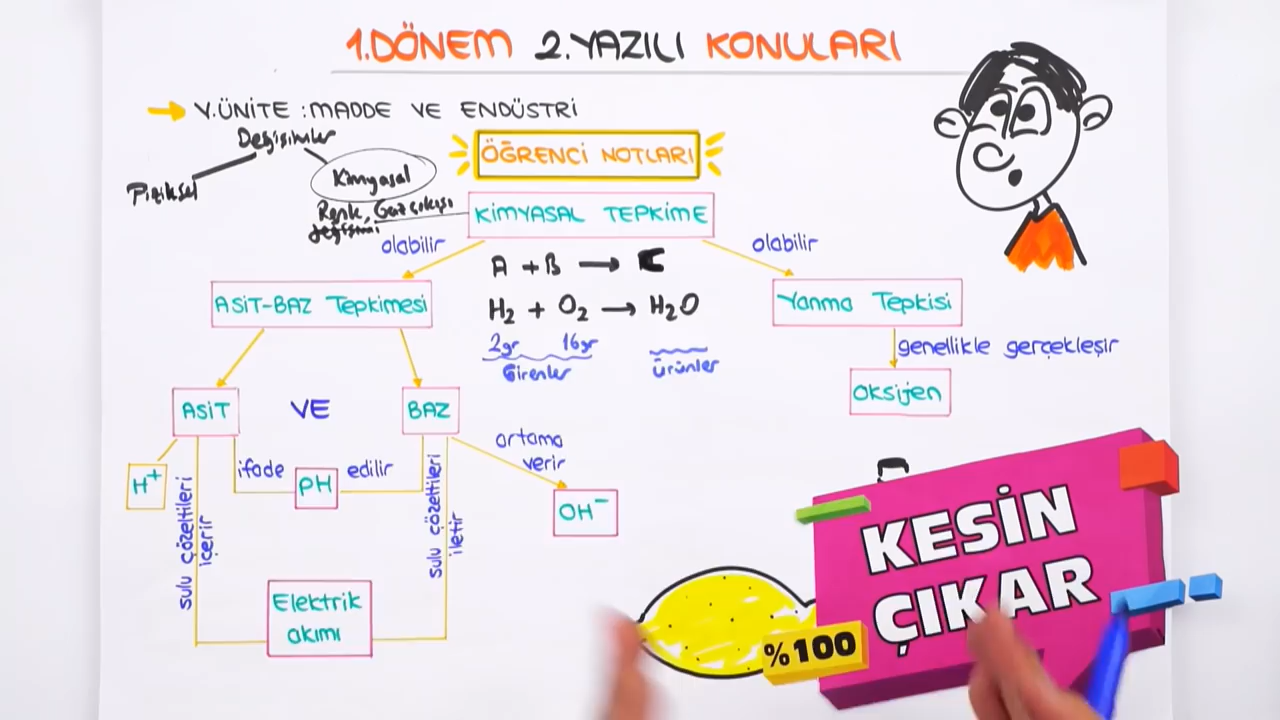 1.DÖNEM 2.YAZILI KONULARI
V.ÜNİTE : MADDE VE ENDÜSTRİ
Değişimler
Fiziksel
Kimyasal
Renk, Gaz çıkışı
değişimi
ÖĞRENCİ NOTLARI
KİMYASAL TEPKİME
olabilir
olabilir
A + B → C
ASİT-BAZ Tepkimesi
H₂ + O₂ → H₂O
Yanma Tepkisi
2gr 16gr
Girenler
ürünler
genellikle gerçekleşir
Oksijen
ASİT
VE
BAZ
ortama
verir
H⁺
ifade
PH
edilir
OH⁻
sulu çözeltileri
içerir
sulu çözeltileri
iletir
Elektrik
akımı
KESİN
ÇIKAR
%100